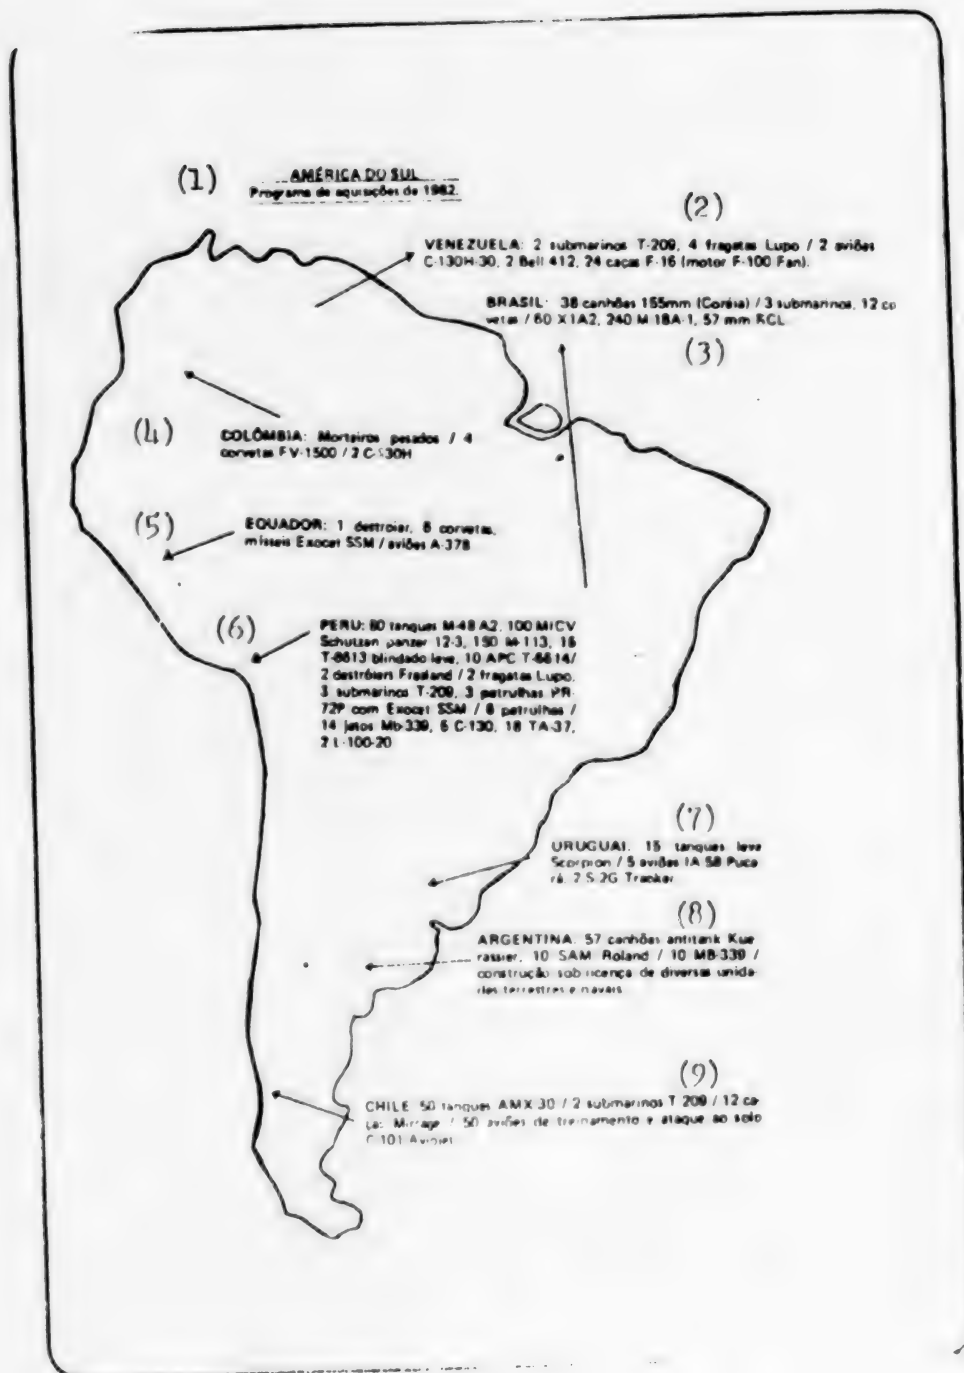 (1)
AMÉRICA DO SUL
Programa de aquisições de 1982.
(2)
VENEZUELA: 2 submarinos T-209, 4 fragatas Lupo / 2 aviões
C-130H-30, 2 Bell 412, 24 caças F-16 (motor F-100 Fan).
BRASIL: 38 canhões 155mm (Coréia) / 3 submarinos, 12 co
vetas / 60 X1A2, 240 M-18A-1, 57 mm RCL
(3)
(4)
COLÔMBIA: Morteiros pesados / 4
corvetas FV-1500 / 2
(5)
EQUADOR: 1 destroier, 6 corvetas,
mísseis Exocet SSM / aviões A-37B
(6)
PERU: 80 tanques M-48 A2, 100 MICV
Schutzan panzer 12-3, 150 M-113, 15
T-6613 blindado leve, 10 APC T-6614/
2 destróiers Friesland / 2 fragatas Lupo,
3 submarinos T-209, 3 patrulhas PR-
72P com Exocet SSM / 6 patrulhas /
14 jatos Mb-339, 6 C-130, 18 TA-37,
2 L-100-20
(7)
URUGUAI: 15 tanques leve
Scorpion / 5 aviões IA 58 Puca
rá, 2 S-2G Tracker
(8)
ARGENTINA: 57 canhões antitank Kue
rassier, 10 SAM Roland / 10 MB-339 /
construção sob licença de diversas unida-
des terrestres e navais
(9)
CHILE: 50 tanques AMX-30 / 2 submarinos T 209 / 12 ca-
ças Mirage / 50 aviões de treinamento e ataque ao solo
C-101 Aviojet